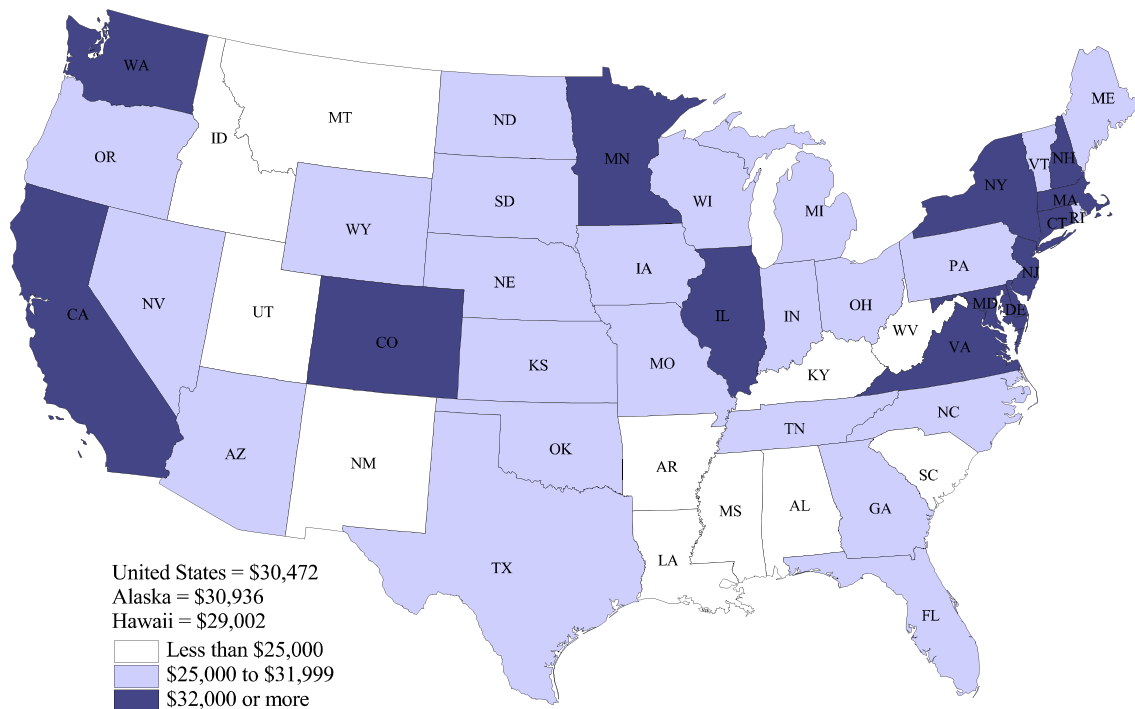 WA
MT
ND
ME
ID
OR
MN
VT
NH
NY
SD
WI
MA
MI
CT
RI
WY
IA
PA
NE
NJ
NV
UT
CA
CO
IL
IN
OH
MD
DE
WV
VA
KS
MO
KY
NC
TN
AZ
NM
OK
AR
SC
MS
AL
GA
LA
TX
FL
United States = $30,472
Alaska = $30,936
Hawaii = $29,002
Less than $25,000
$25,000 to $31,999
$32,000 or more